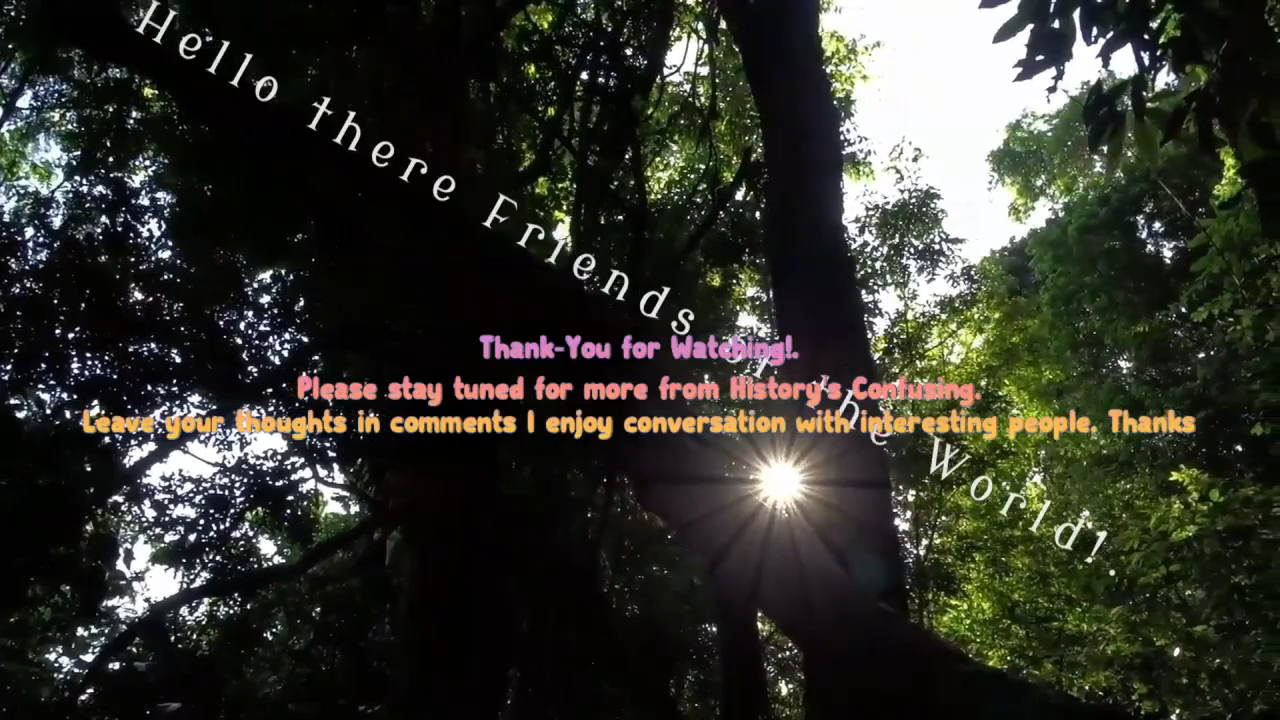 Hello there Friends of the World!.
Thank-You for Watching!.
Please stay tuned for more from History's Confusing.
Leave your thoughts in comments I enjoy conversation with interesting people. Thanks